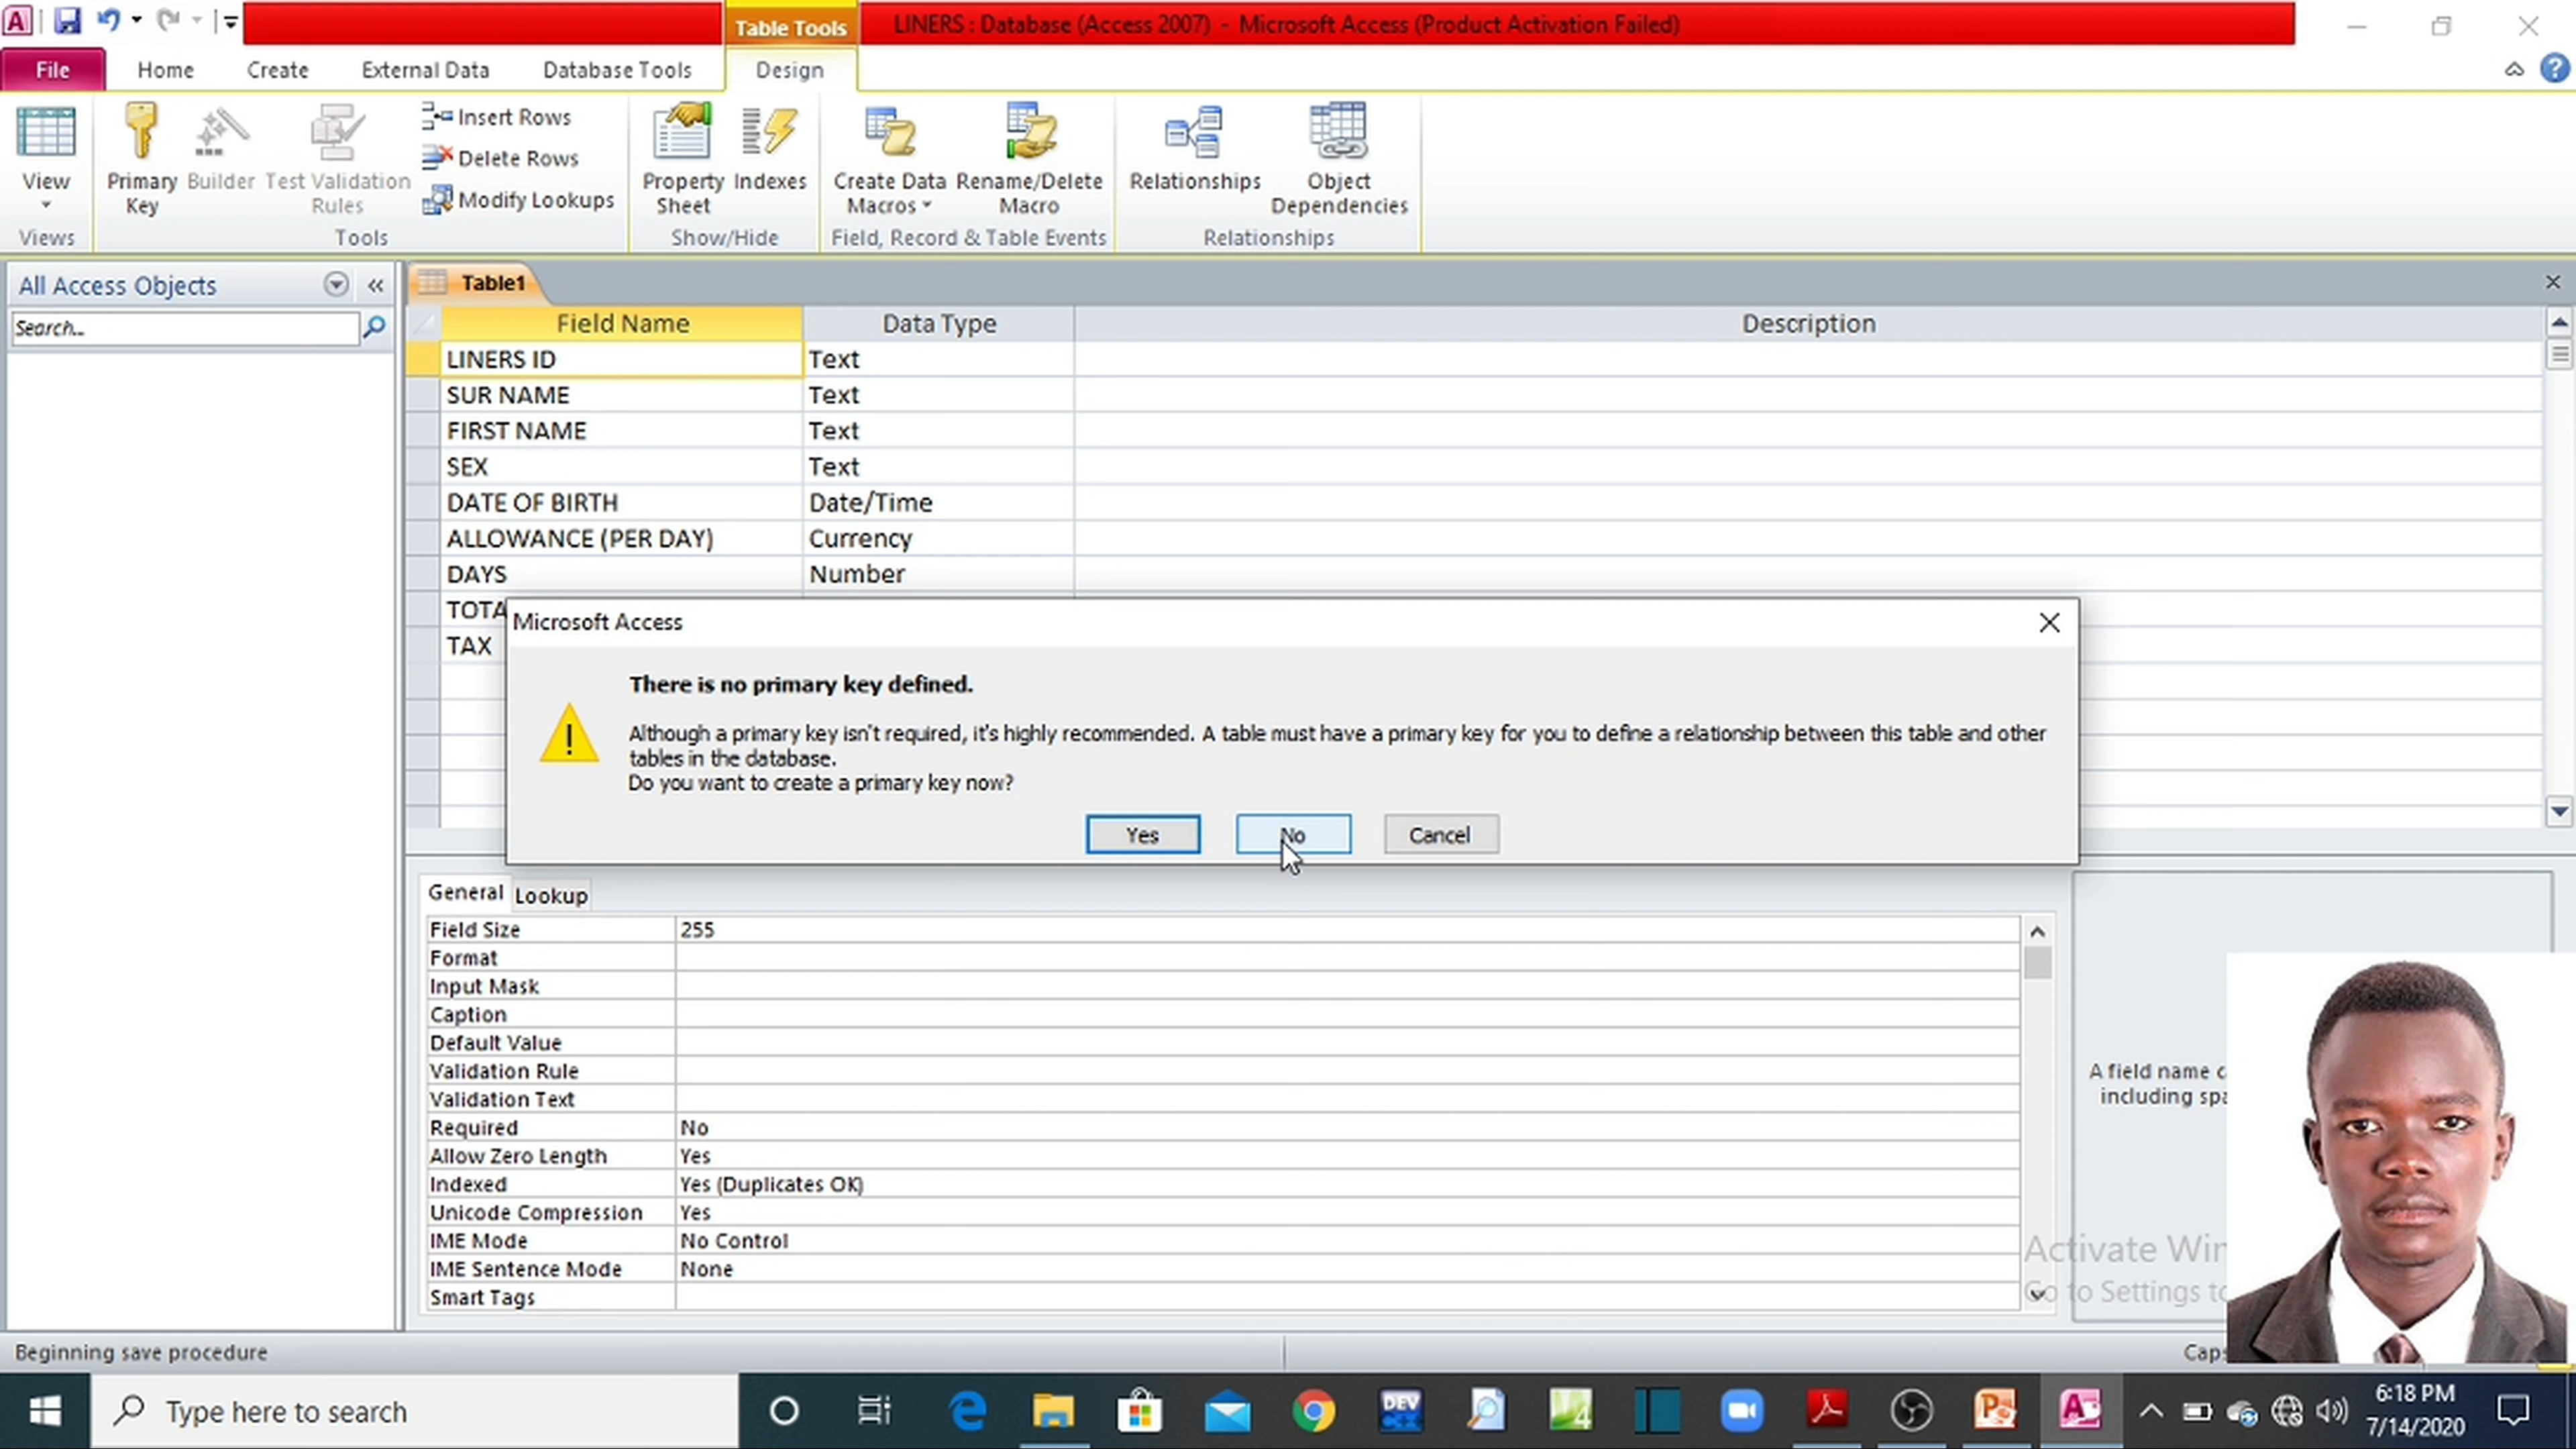 Table Tools
LINERS : Database (Access 2007) - Microsoft Access (Product Activation Failed)
File Home Create External Data Database Tools Design
View
Primary Key
Builder
Test Validation Rules
Insert Rows
Delete Rows
Modify Lookups
Property Sheet
Indexes
Create Data Macros
Rename/Delete Macro
Relationships
Object Dependencies
Views Tools Show/Hide Field, Record & Table Events Relationships
All Access Objects
Search...
Table1
Field Name Data Type Description
LINERS ID Text
SUR NAME Text
FIRST NAME Text
SEX Text
DATE OF BIRTH Date/Time
ALLOWANCE (PER DAY) Currency
DAYS Number
TOTA
TAX
Microsoft Access
There is no primary key defined.
Although a primary key isn't required, it's highly recommended. A table must have a primary key for you to define a relationship between this table and other
tables in the database.
Do you want to create a primary key now?
Yes No Cancel
General Lookup
Field Size 255
Format
Input Mask
Caption
Default Value
Validation Rule
Validation Text
Required No
Allow Zero Length Yes
Indexed Yes (Duplicates OK)
Unicode Compression Yes
IME Mode No Control
IME Sentence Mode None
Smart Tags
A field name c
including spa
Activate Win
Go to Settings to
Beginning save procedure
Caps
Type here to search
DEV
6:18 PM
7/14/2020